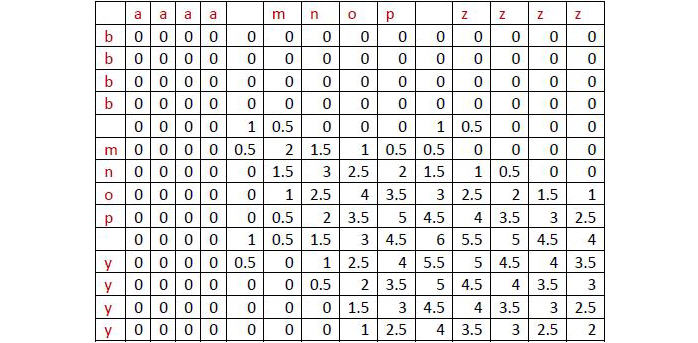 a a a a m n o p z z z z
b 0 0 0 0 0 0 0 0 0 0 0 0 0 0
b 0 0 0 0 0 0 0 0 0 0 0 0 0 0
b 0 0 0 0 0 0 0 0 0 0 0 0 0 0
b 0 0 0 0 0 0 0 0 0 0 0 0 0 0
0 0 0 0 1 0.5 0 0 0 1 0.5 0 0 0
m 0 0 0 0 0.5 2 1.5 1 0.5 0.5 0 0 0 0
n 0 0 0 0 0 1.5 3 2.5 2 1.5 1 0.5 0 0
o 0 0 0 0 0 1 2.5 4 3.5 3 2.5 2 1.5 1
p 0 0 0 0 0 0.5 2 3.5 5 4.5 4 3.5 3 2.5
0 0 0 0 1 0.5 1.5 3 4.5 6 5.5 5 4.5 4
y 0 0 0 0 0.5 0 1 2.5 4 5.5 5 4.5 4 3.5
y 0 0 0 0 0 0 0.5 2 3.5 5 4.5 4 3.5 3
y 0 0 0 0 0 0 0 1.5 3 4.5 4 3.5 3 2.5
y 0 0 0 0 0 0 0 1 2.5 4 3.5 3 2.5 2